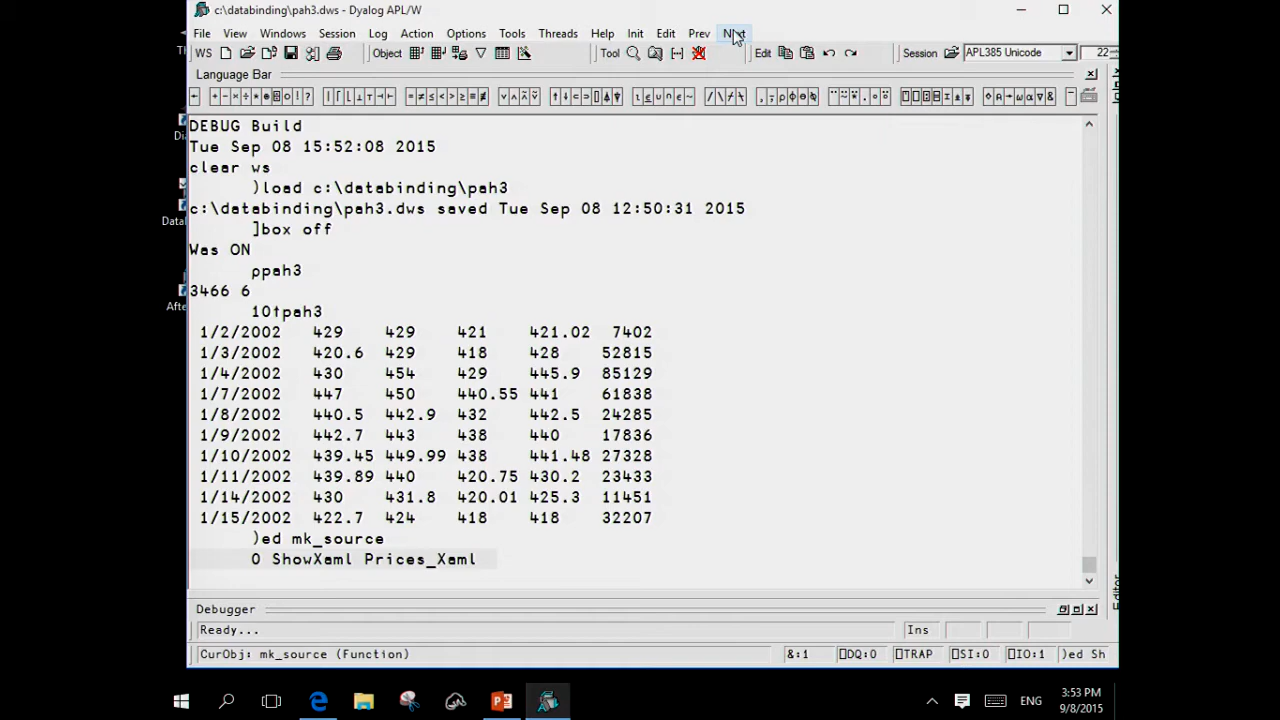 c:\databinding\pah3.dws - Dyalog APL/W
File View Windows Session Log Action Options Tools Threads Help Init Edit Prev Next
WS Object Tool Edit Session APL385 Unicode 22
Language Bar
DEBUG Build
Tue Sep 08 15:52:08 2015
clear ws
)load c:\databinding\pah3
c:\databinding\pah3.dws saved Tue Sep 08 12:50:31 2015
]box off
Was ON
⍴pah3
3466 6
10↑pah3
1/2/2002 429 429 421 421.02 7402
1/3/2002 420.6 429 418 428 52815
1/4/2002 430 454 429 445.9 85129
1/7/2002 447 450 440.55 441 61838
1/8/2002 440.5 442.9 432 442.5 24285
1/9/2002 442.7 443 438 440 17836
1/10/2002 439.45 449.99 438 441.48 27328
1/11/2002 439.89 440 420.75 430.2 23433
1/14/2002 430 431.8 420.01 425.3 11451
1/15/2002 422.7 424 418 418 32207
)ed mk_source
0 ShowXaml Prices_Xaml
Debugger
Editor
Ready... Ins
CurObj: mk_source (Function) &:1 ⎕DQ:0 ⎕TRAP ⎕SI:0 ⎕IO:1 )ed Sh
ENG 3:53 PM
9/8/2015